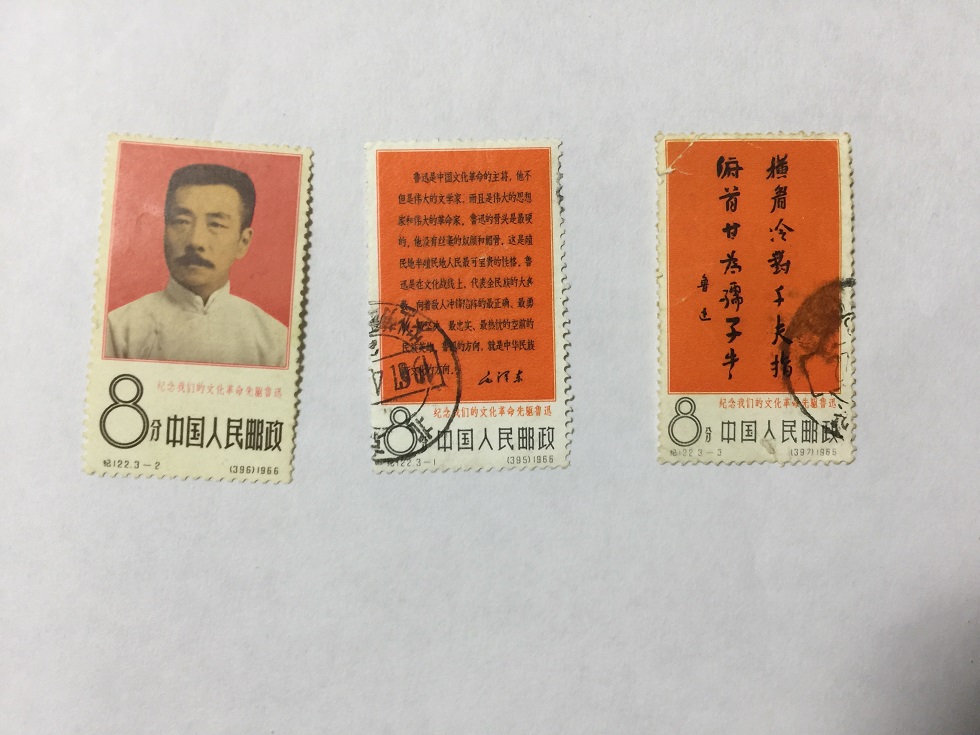 纪念我们的文化革命先驱鲁迅
8分 中国人民邮政
纪122.3-2 (396)1966
鲁迅是中国文化革命的主将，他不
但是伟大的文学家，而且是伟大的思想
家和伟大的革命家。鲁迅的骨头是最硬
的，他没有丝毫的奴颜和媚骨，这是殖
民地半殖民地人民最可宝贵的性格。
鲁迅是在文化战线上，代表全民族的大多
，向着敌人冲锋陷阵的最正确、最勇
坚决、最忠实、最热忱的空前的
民族英雄。鲁迅的方向，就是中华民族
新文化的方向。
毛泽东
纪念我们的文化革命先驱鲁迅
8分 中国人民邮政
纪122.3-1 (395)1966
横眉冷對千夫指
俯首甘为孺子牛
鲁迅
纪念我们的文化革命先驱鲁迅
8分 中国人民邮政
纪122.3-3 (397)1966